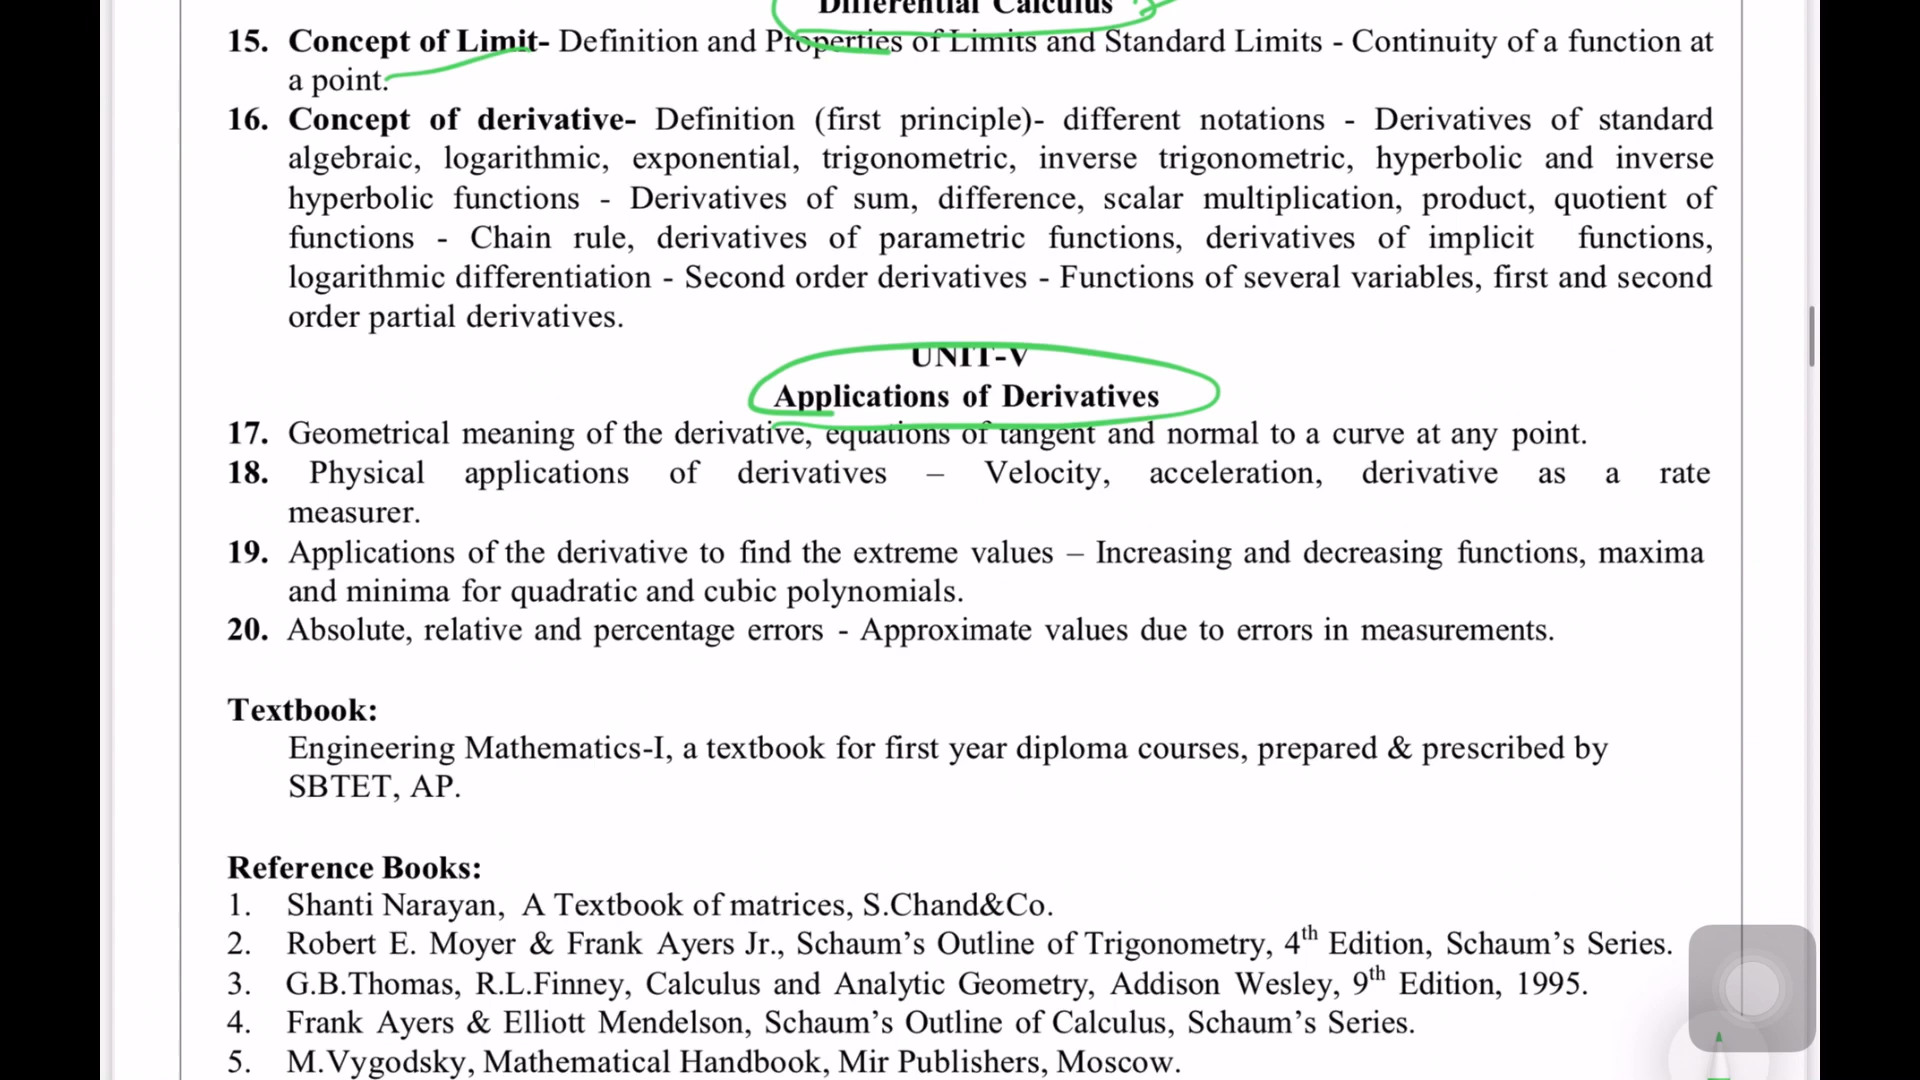 Differential Calculus
15. Concept of Limit- Definition and Properties of Limits and Standard Limits - Continuity of a function at
a point.
16. Concept of derivative- Definition (first principle)- different notations - Derivatives of standard
algebraic, logarithmic, exponential, trigonometric, inverse trigonometric, hyperbolic and inverse
hyperbolic functions - Derivatives of sum, difference, scalar multiplication, product, quotient of
functions - Chain rule, derivatives of parametric functions, derivatives of implicit functions,
logarithmic differentiation - Second order derivatives - Functions of several variables, first and second
order partial derivatives.
UNIT-V
Applications of Derivatives
17. Geometrical meaning of the derivative, equations of tangent and normal to a curve at any point.
18. Physical applications of derivatives – Velocity, acceleration, derivative as a rate
measurer.
19. Applications of the derivative to find the extreme values – Increasing and decreasing functions, maxima
and minima for quadratic and cubic polynomials.
20. Absolute, relative and percentage errors - Approximate values due to errors in measurements.
Textbook:
Engineering Mathematics-I, a textbook for first year diploma courses, prepared & prescribed by
SBTET, AP.
Reference Books:
1. Shanti Narayan, A Textbook of matrices, S.Chand&Co.
2. Robert E. Moyer & Frank Ayers Jr., Schaum’s Outline of Trigonometry, 4th Edition, Schaum’s Series.
3. G.B.Thomas, R.L.Finney, Calculus and Analytic Geometry, Addison Wesley, 9th Edition, 1995.
4. Frank Ayers & Elliott Mendelson, Schaum’s Outline of Calculus, Schaum’s Series.
5. M.Vygodsky, Mathematical Handbook, Mir Publishers, Moscow.